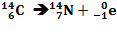 ¹⁴₆C ➔ ¹⁴₇N + ⁰₋₁e